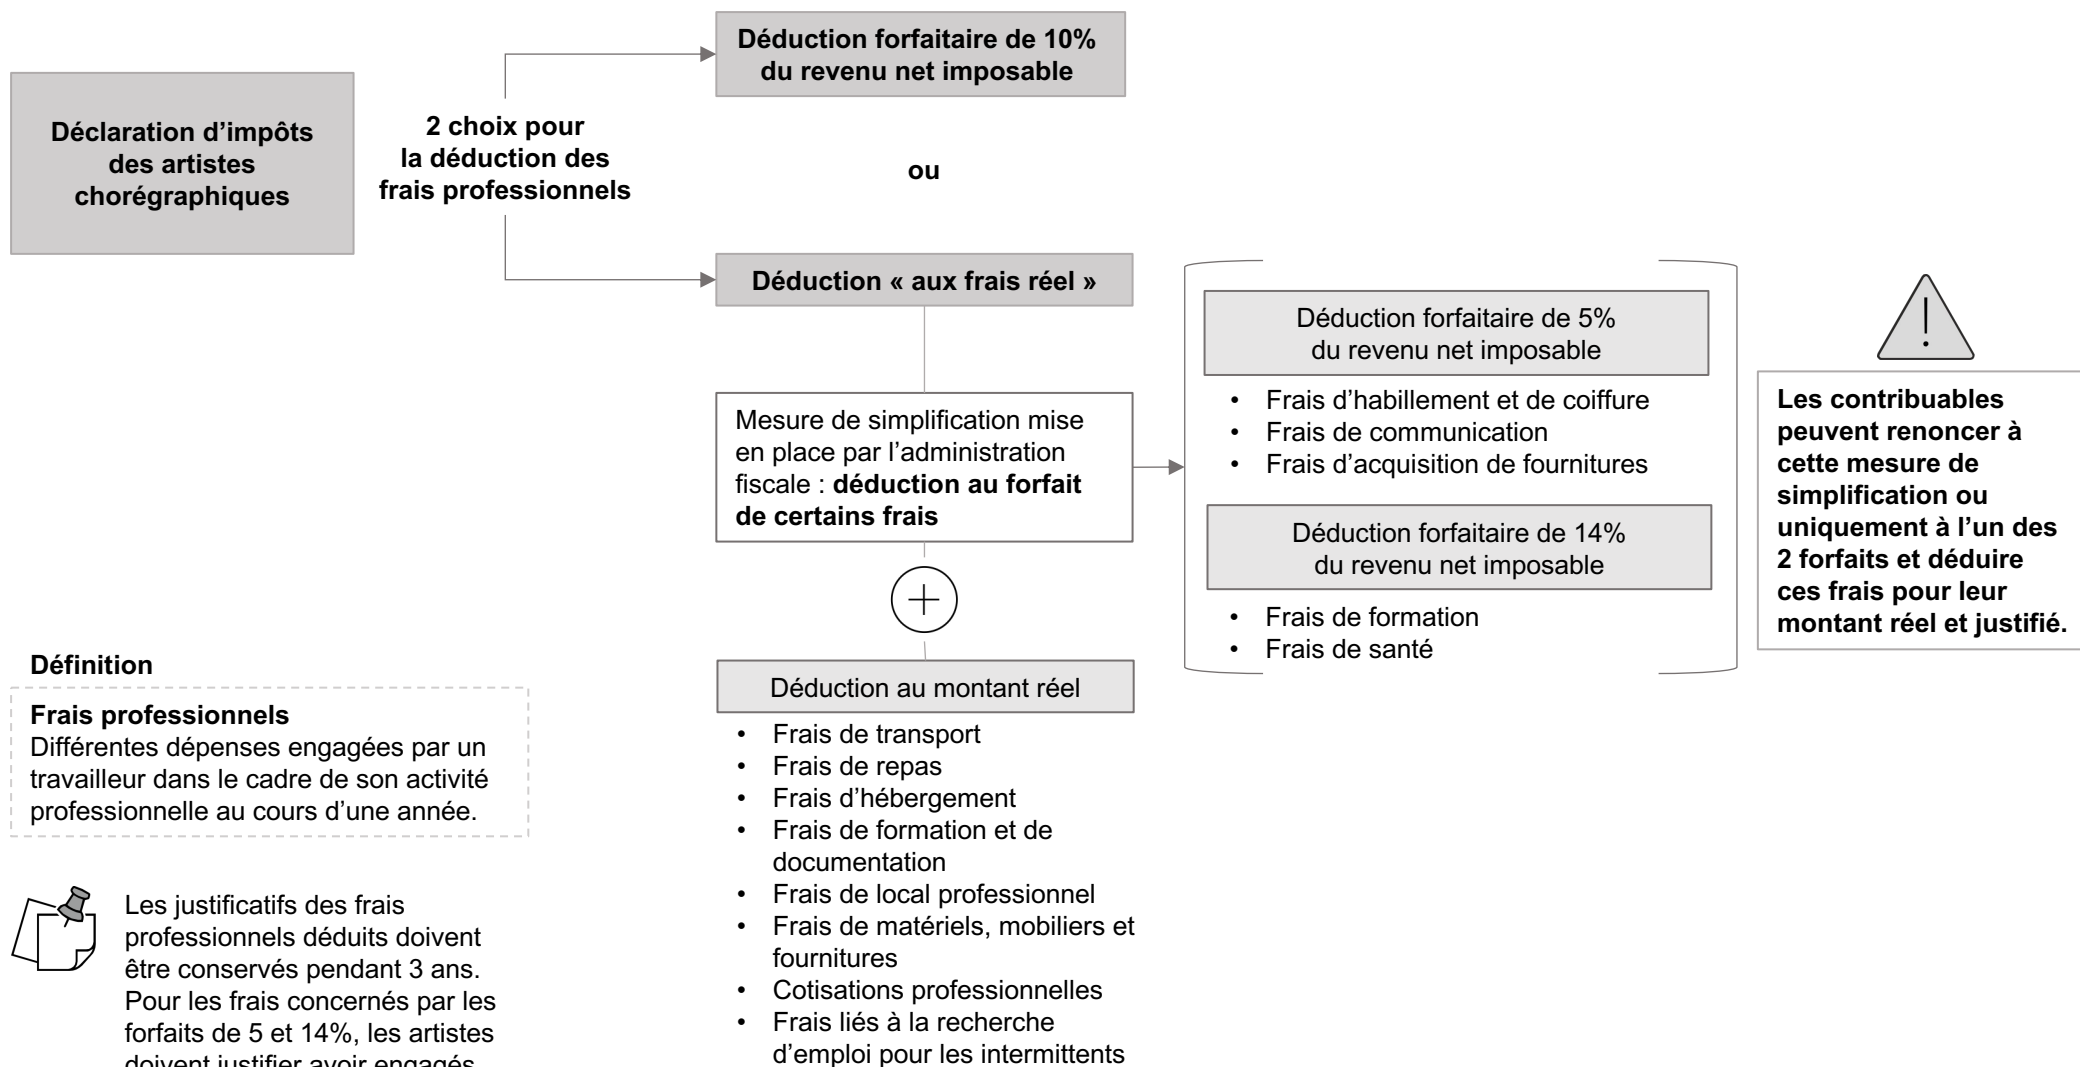 Déclaration d’impôts
des artistes
chorégraphiques
2 choix pour
la déduction des
frais professionnels
Déduction forfaitaire de 10%
du revenu net imposable
ou
Déduction « aux frais réel »
Mesure de simplification mise
en place par l’administration
fiscale : déduction au forfait
de certains frais
Déduction forfaitaire de 5%
du revenu net imposable
• Frais d’habillement et de coiffure
• Frais de communication
• Frais d’acquisition de fournitures
Déduction forfaitaire de 14%
du revenu net imposable
• Frais de formation
• Frais de santé
Les contribuables
peuvent renoncer à
cette mesure de
simplification ou
uniquement à l’un des
2 forfaits et déduire
ces frais pour leur
montant réel et justifié.
Déduction au montant réel
• Frais de transport
• Frais de repas
• Frais d’hébergement
• Frais de formation et de
documentation
• Frais de local professionnel
• Frais de matériels, mobiliers et
fournitures
• Cotisations professionnelles
• Frais liés à la recherche
d’emploi pour les intermittents
Définition
Frais professionnels
Différentes dépenses engagées par un
travailleur dans le cadre de son activité
professionnelle au cours d’une année.
Les justificatifs des frais
professionnels déduits doivent
être conservés pendant 3 ans.
Pour les frais concernés par les
forfaits de 5 et 14%, les artistes
doivent justifier avoir engagés